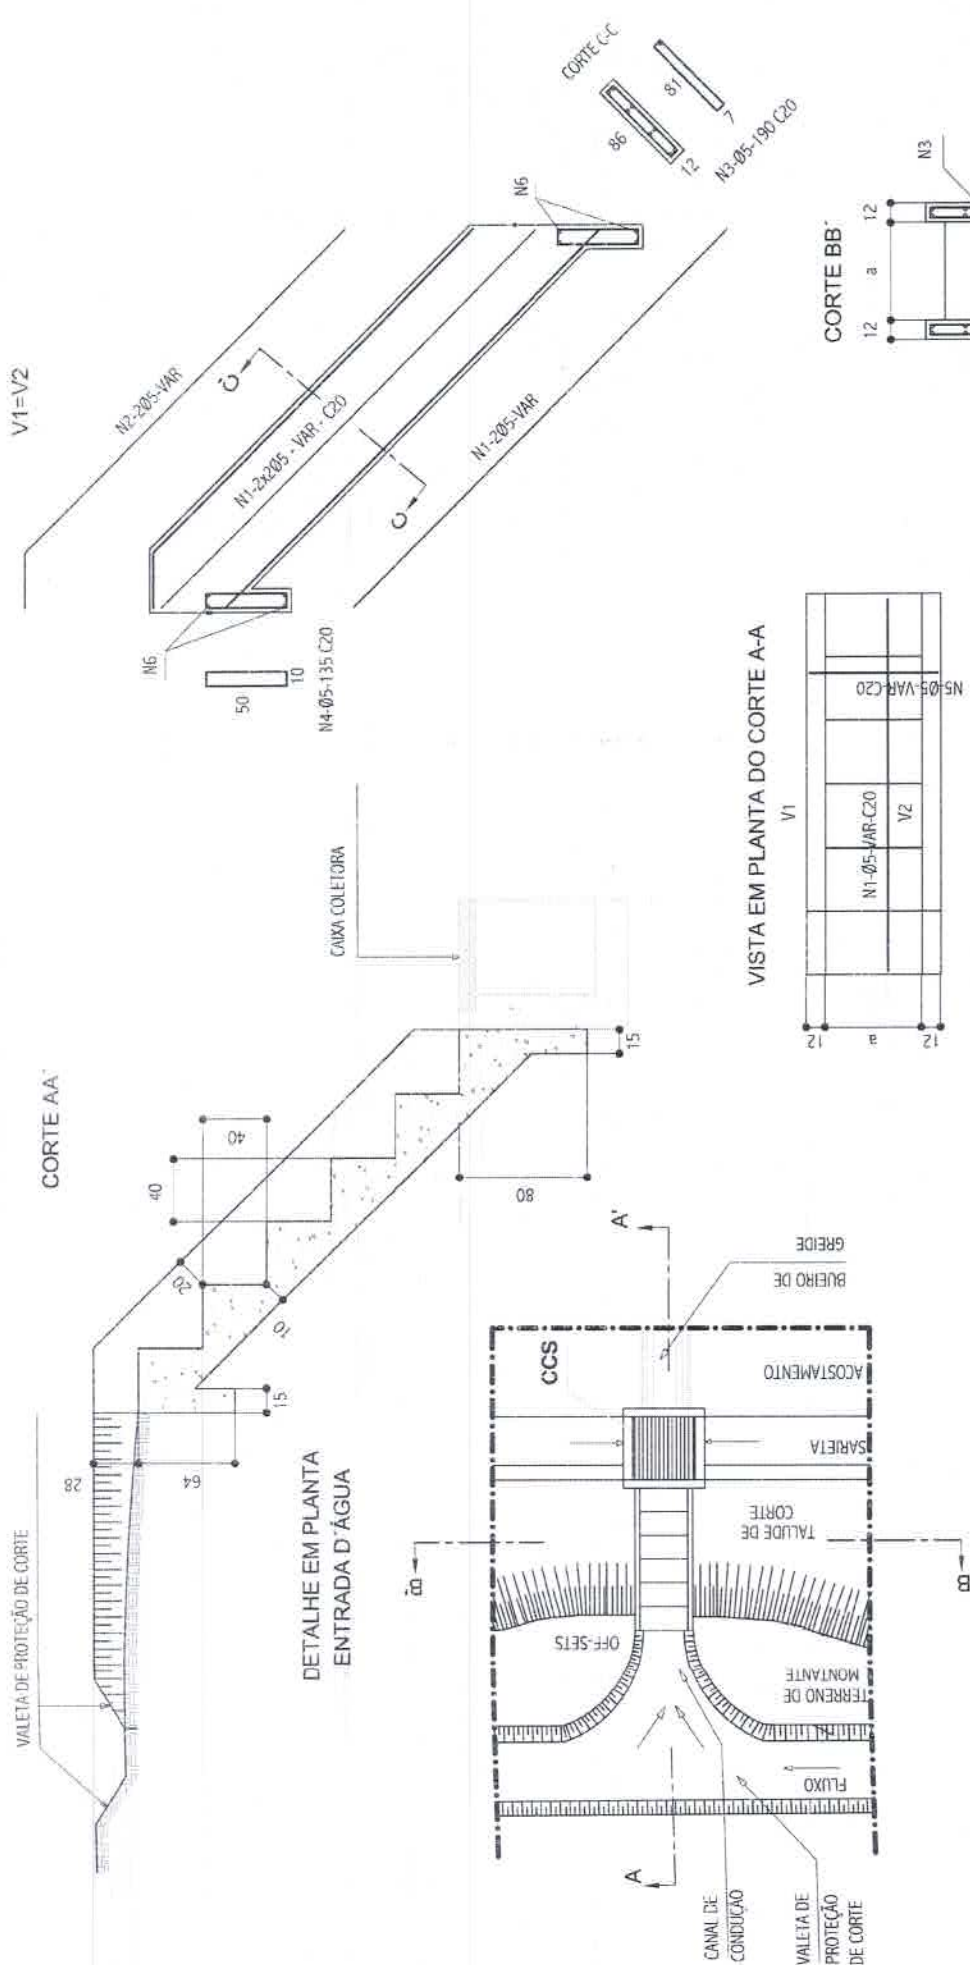 CORTE AA'
VALETA DE PROTEÇÃO DE CORTE
28
64
15
20
10
40
40
80
15
CAIXA COLETORA
V1=V2
N2-2Ø5-VAR
N1-2x2Ø5 - VAR - C20
N1-2Ø5-VAR
C
C
N6
N6
50
10
N4-Ø5-135 C20
CORTE C-C
86
12
81
7
N3-Ø5-190 C20
DETALHE EM PLANTA
ENTRADA D'ÁGUA
A
A'
B'
B
CCS
OFF-SETS
TERRENO DE
MONTANTE
FLUXO
TALUDE DE
CORTE
SARJETA
ACOSTAMENTO
BUEIRO DE
GREIDE
CANAL DE
CONDUÇÃO
VALETA DE
PROTEÇÃO
DE CORTE
VISTA EM PLANTA DO CORTE A-A
V1
N1-Ø5-VAR-C20
V2
N5-Ø5-VAR-C20
12
a
12
CORTE BB'
12
a
12
N3